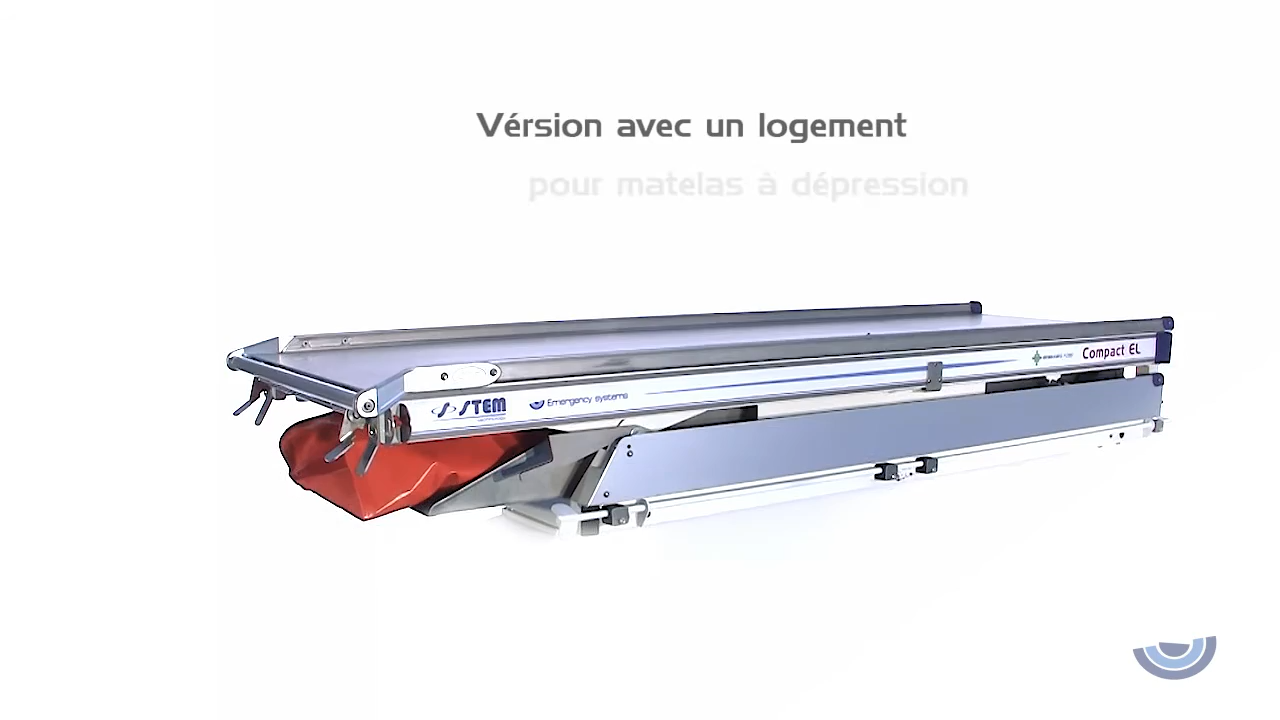 Vérsion avec un logement
pour matelas à dépression
Compact EL
STEM
Emergency systems